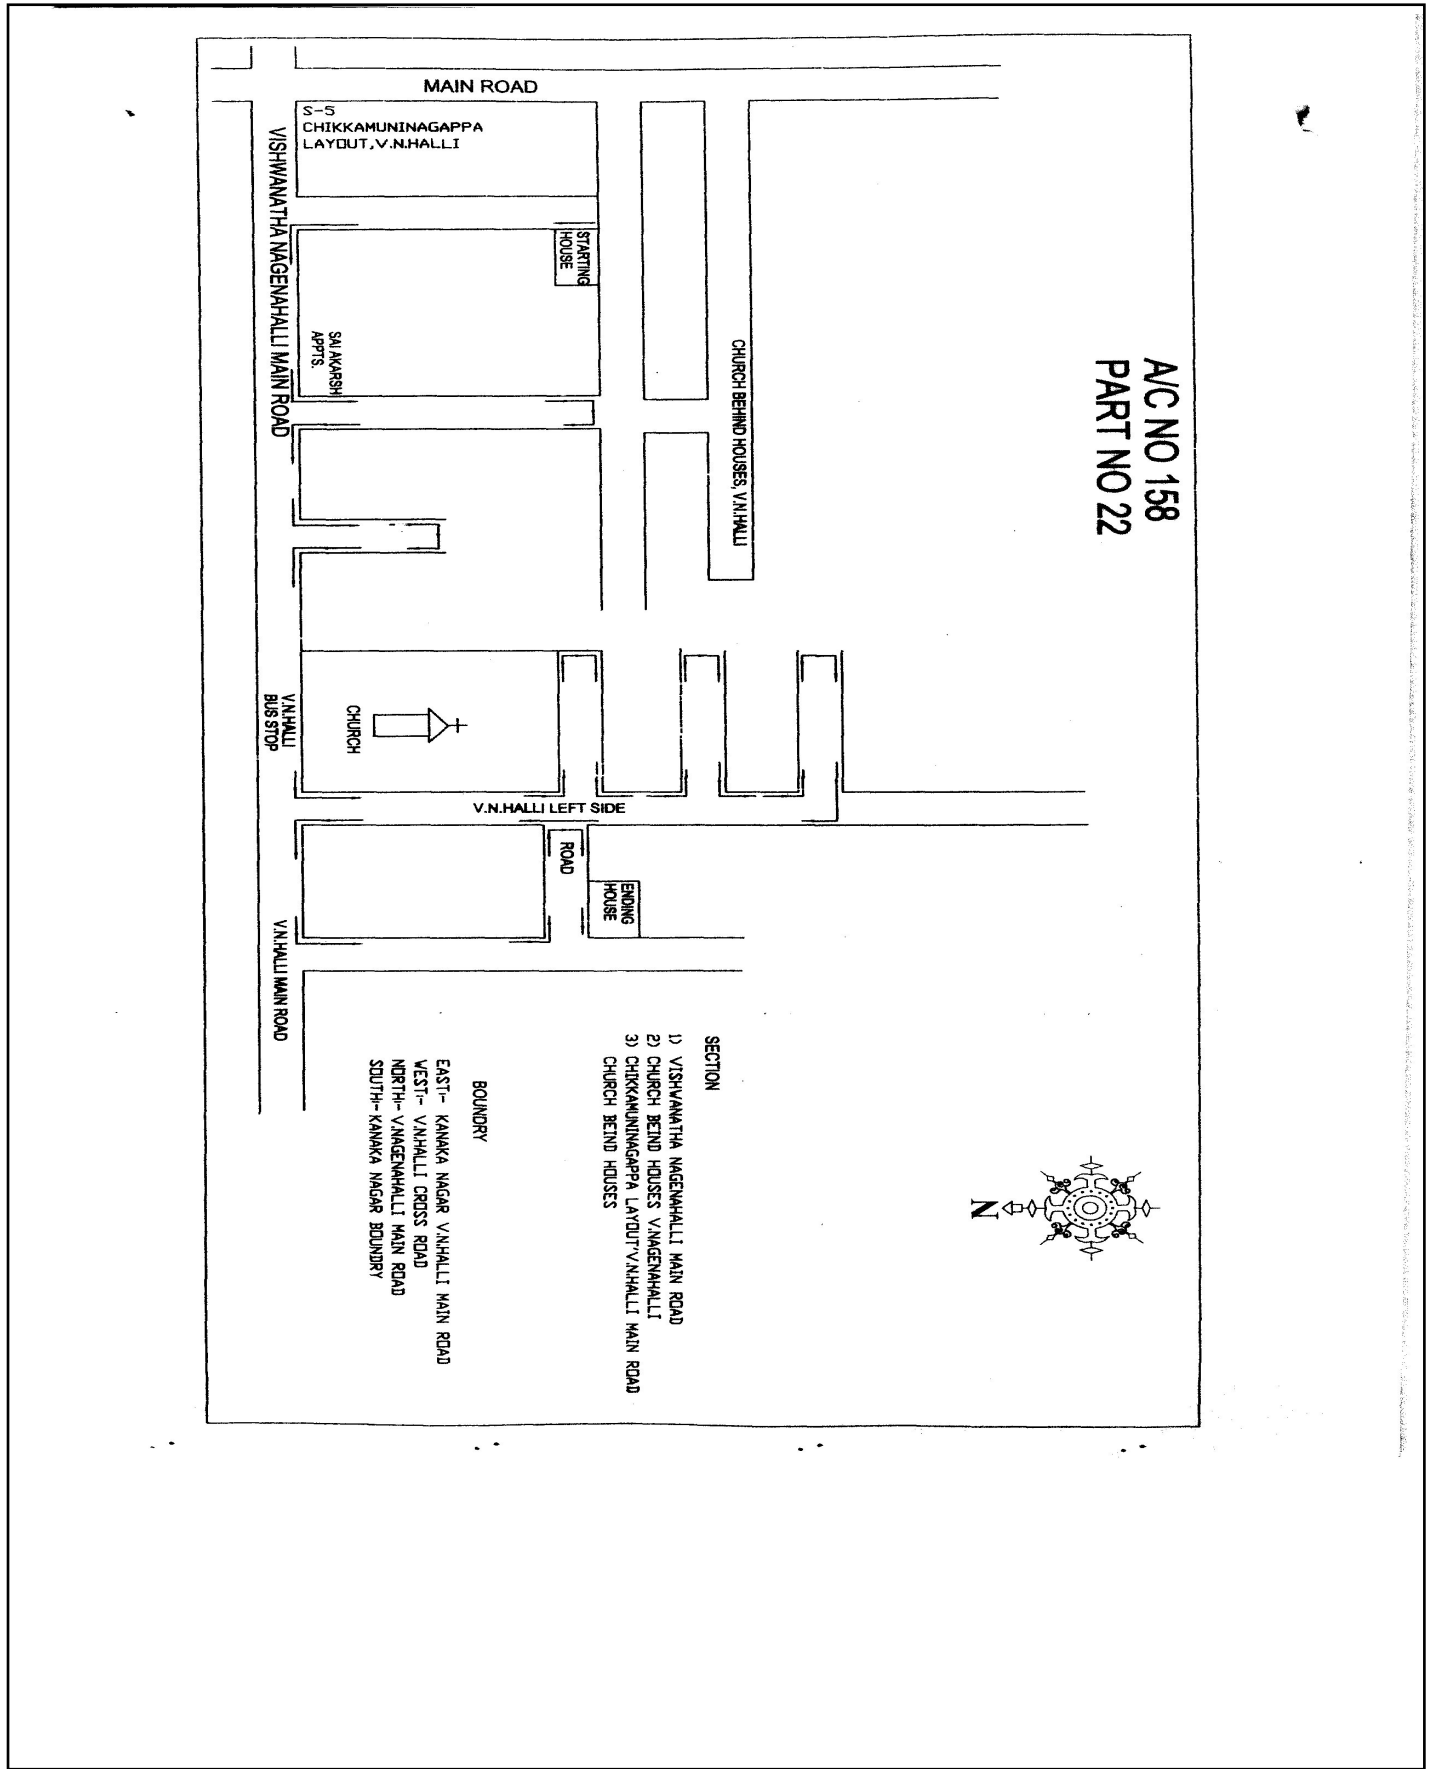 A/C NO 158
PART NO 22
MAIN ROAD
S-5
CHIKKAMUNINAGAPPA
LAYOUT,V.N.HALLI
VISHWANATHA NAGENAHALLI MAIN ROAD
STARTING
HOUSE
SAI AKARSH
APPTS.
CHURCH BEHIND HOUSES, V.N.HALLI
V.N.HALLI
BUS STOP
CHURCH
V.N.HALLI LEFT SIDE
ROAD
ENDING
HOUSE
V.N.HALLI MAIN ROAD
SECTION
1) VISHWANATHA NAGENAHALLI MAIN ROAD
2) CHURCH BEIND HOUSES V.NAGENAHALLI
3) CHIKKAMUNINAGAPPA LAYOUT'V.N.HALLI MAIN ROAD
CHURCH BEIND HOUSES
BOUNDRY
EAST:- KANAKA NAGAR V.N.HALLI MAIN ROAD
WEST:- V.N.HALLI CROSS ROAD
NORTH:- V.NAGENAHALLI MAIN ROAD
SOUTH:- KANAKA NAGAR BOUNDRY
N